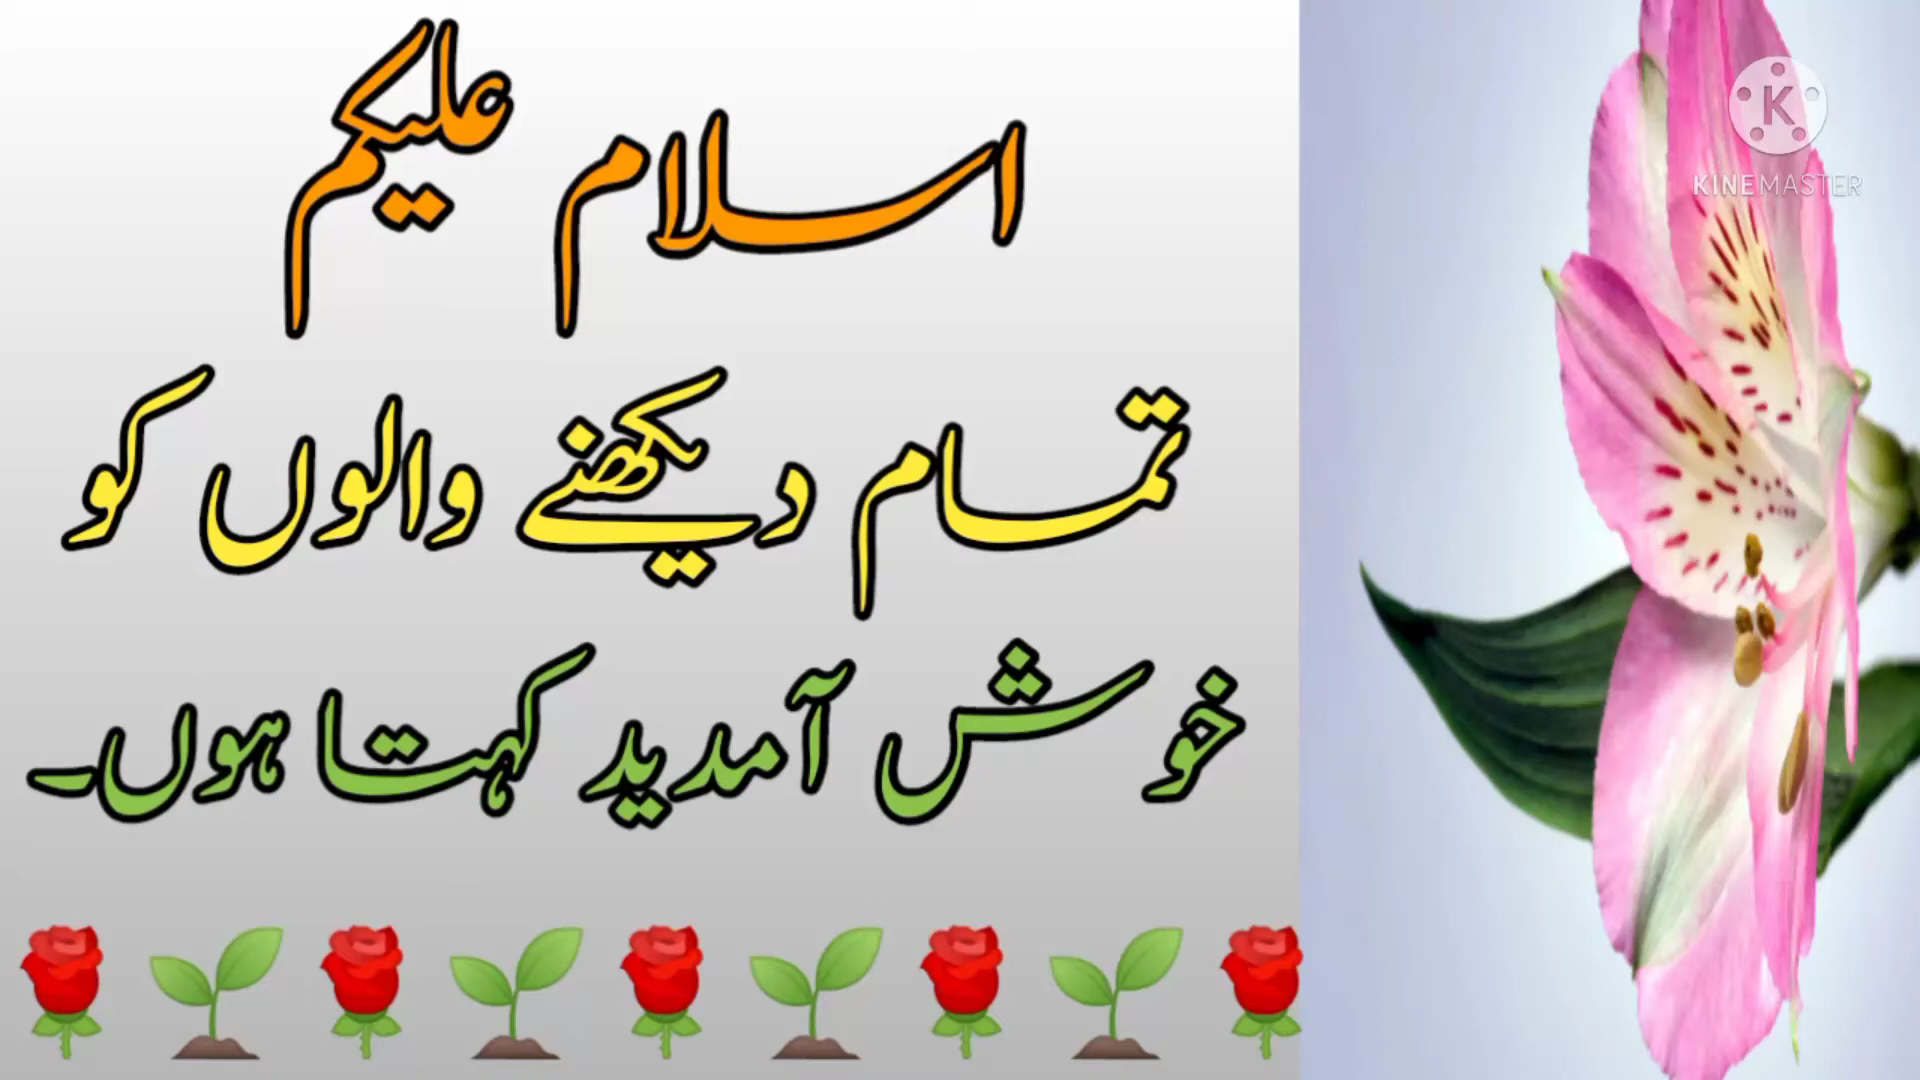 اسلام علیکم
تمام دیکھنے والوں کو
خوش آمدید کہتا ہوں۔
K
KINEMASTER